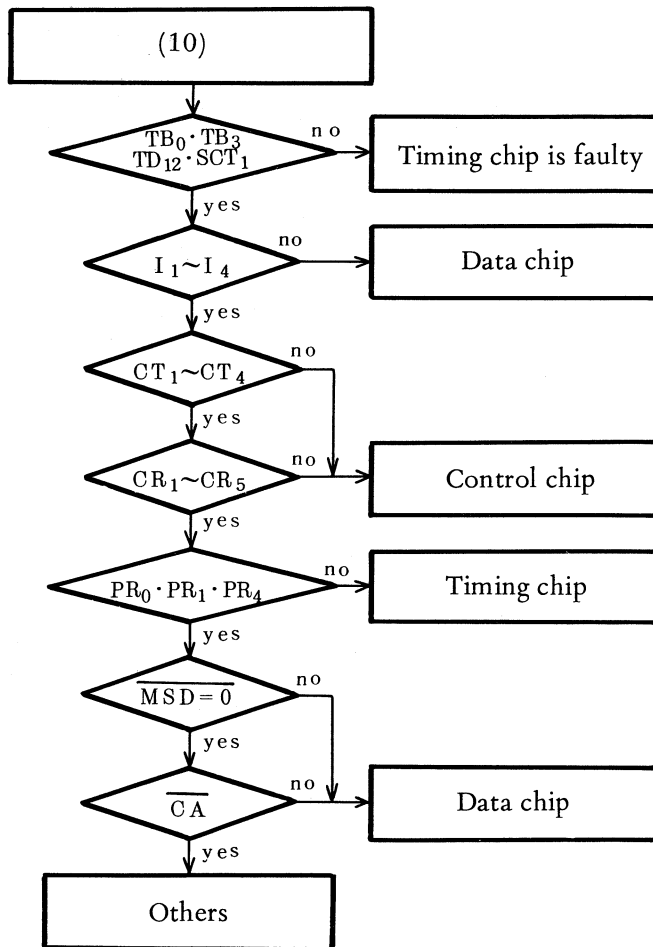 (10)
TB₀·TB₃
TD₁₂·SCT₁
no
Timing chip is faulty
yes
I₁~I₄
no
Data chip
yes
CT₁~CT₄
no
yes
CR₁~CR₅
no
Control chip
yes
PR₀·PR₁·PR₄
no
Timing chip
yes
M̅S̅D̅=̅0̅
no
yes
C̅A̅
no
Data chip
yes
Others